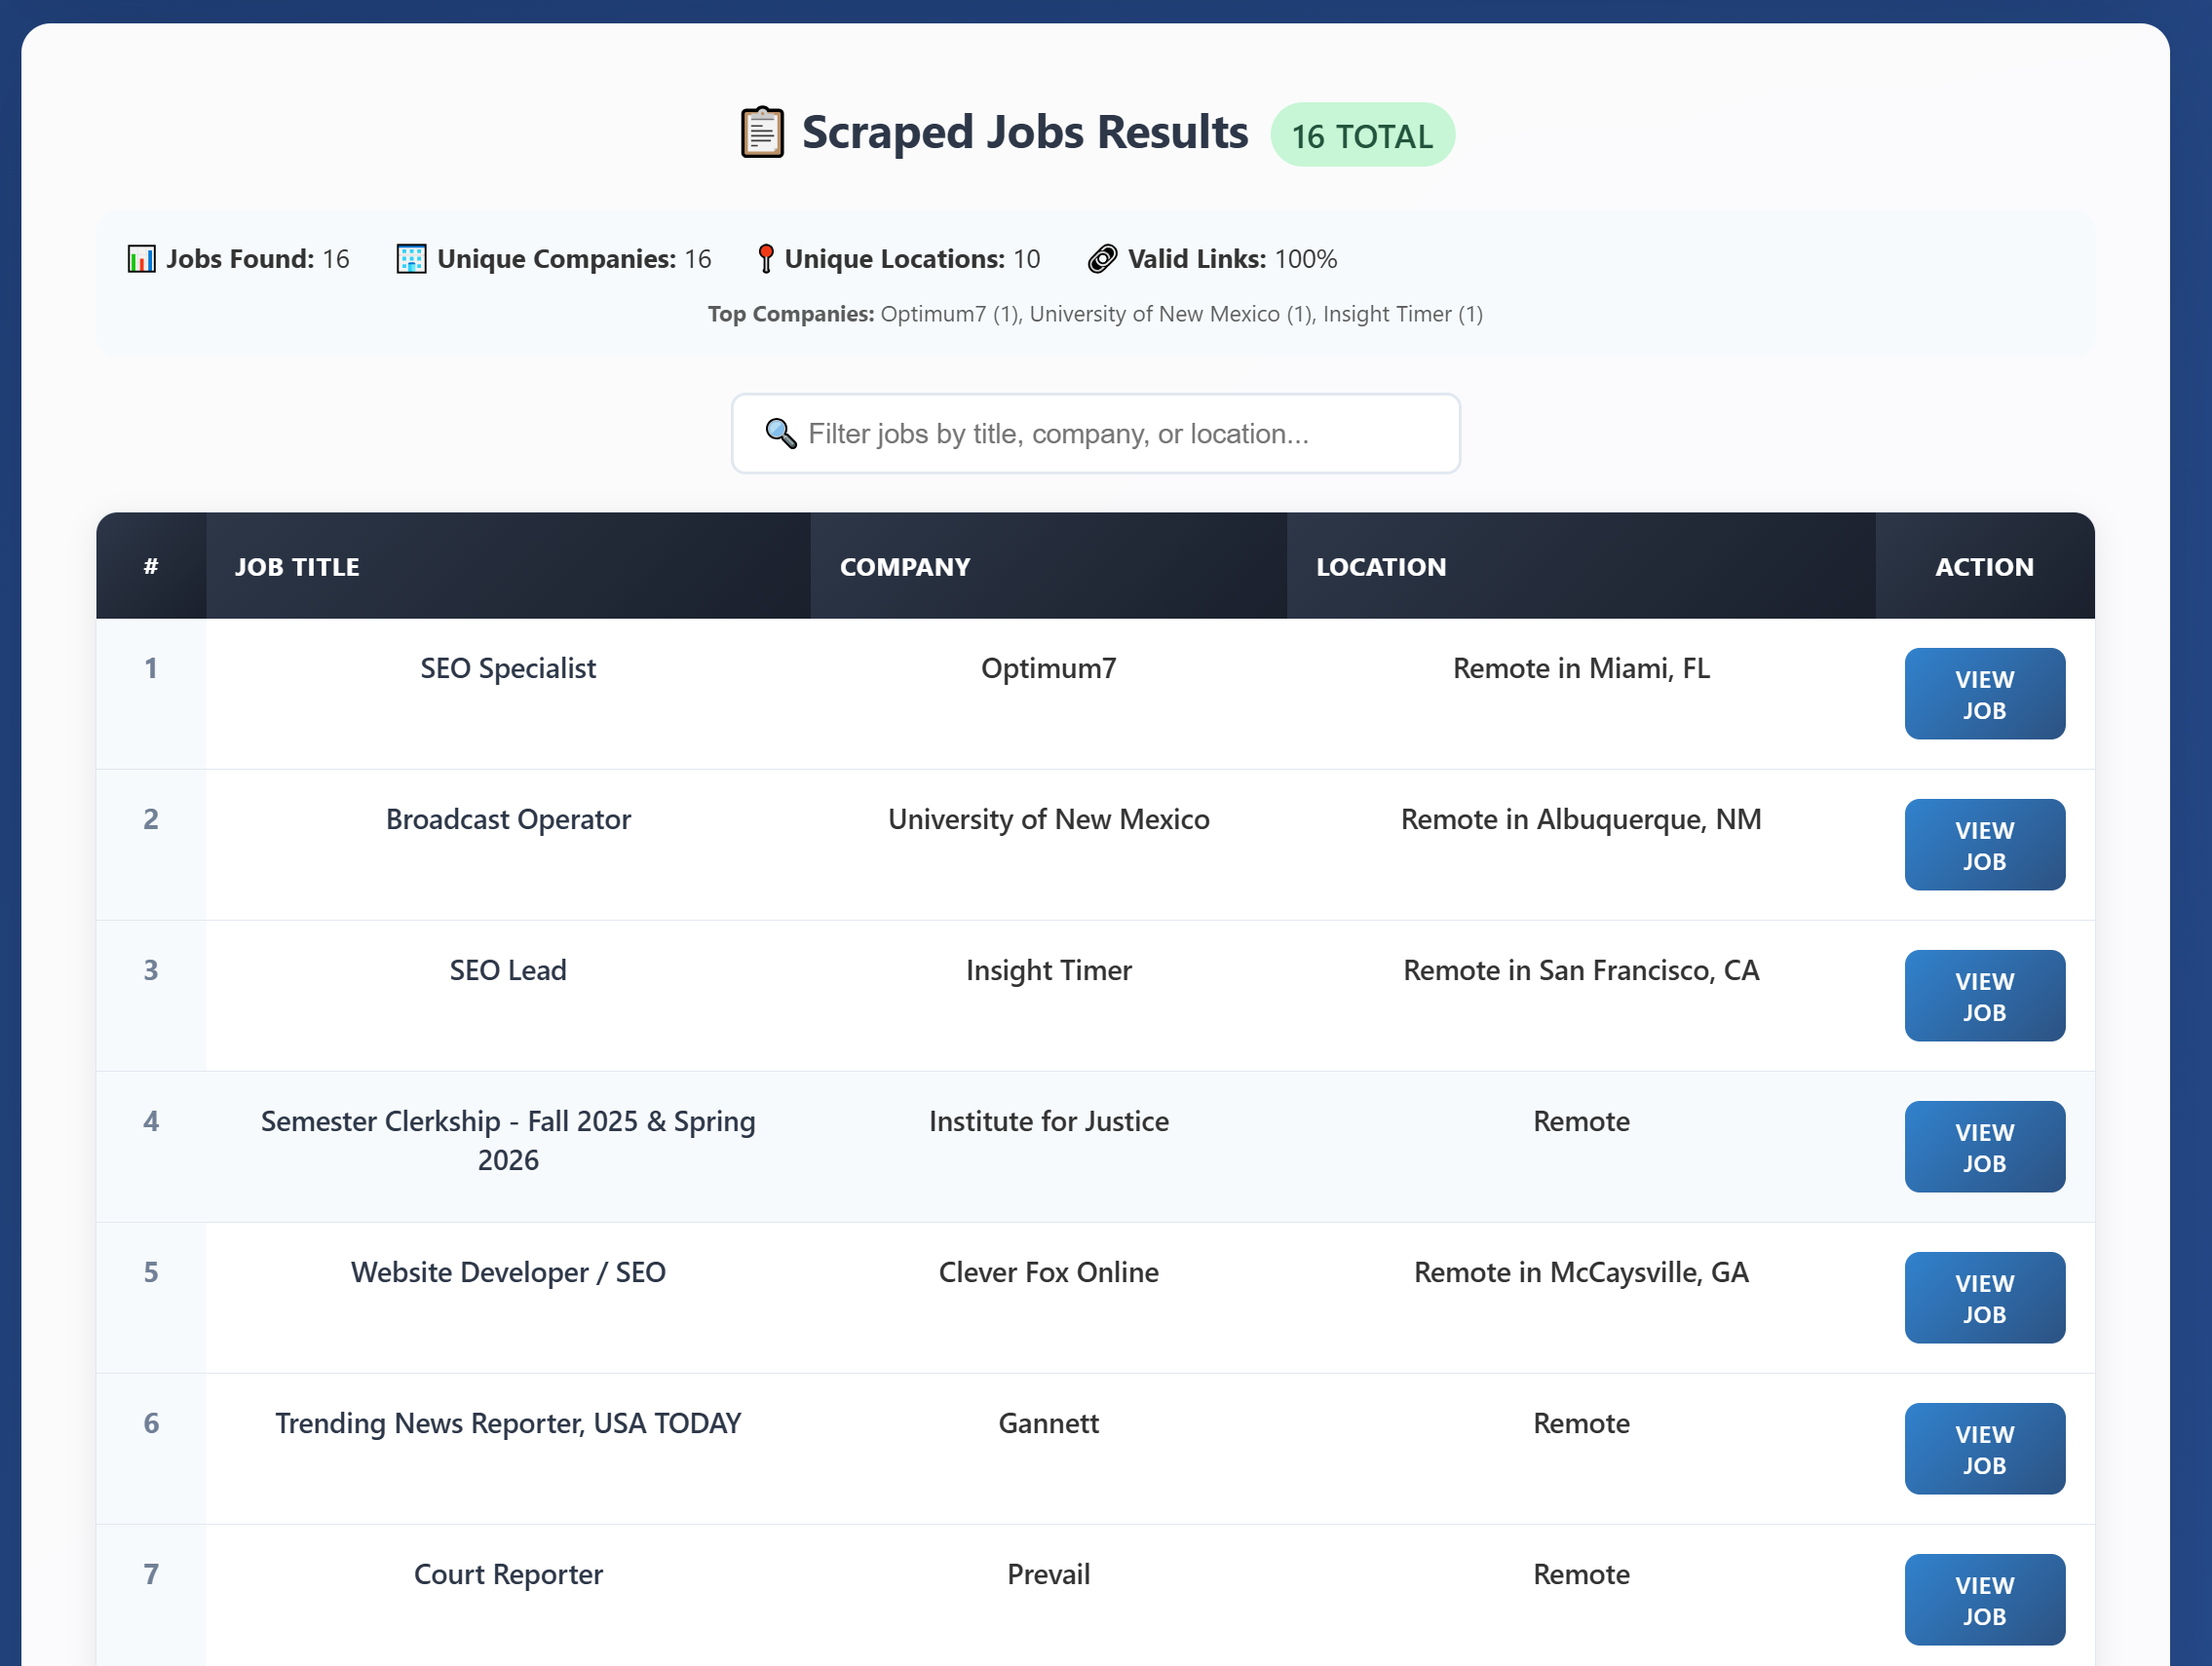 Scraped Jobs Results 16 TOTAL
Jobs Found: 16 Unique Companies: 16 Unique Locations: 10 Valid Links: 100%
Top Companies: Optimum7 (1), University of New Mexico (1), Insight Timer (1)
Filter jobs by title, company, or location...
# JOB TITLE COMPANY LOCATION ACTION
1 SEO Specialist Optimum7 Remote in Miami, FL VIEW
JOB
2 Broadcast Operator University of New Mexico Remote in Albuquerque, NM VIEW
JOB
3 SEO Lead Insight Timer Remote in San Francisco, CA VIEW
JOB
4 Semester Clerkship - Fall 2025 & Spring Institute for Justice Remote VIEW
2026 JOB
5 Website Developer / SEO Clever Fox Online Remote in McCaysville, GA VIEW
JOB
6 Trending News Reporter, USA TODAY Gannett Remote VIEW
JOB
7 Court Reporter Prevail Remote VIEW
JOB